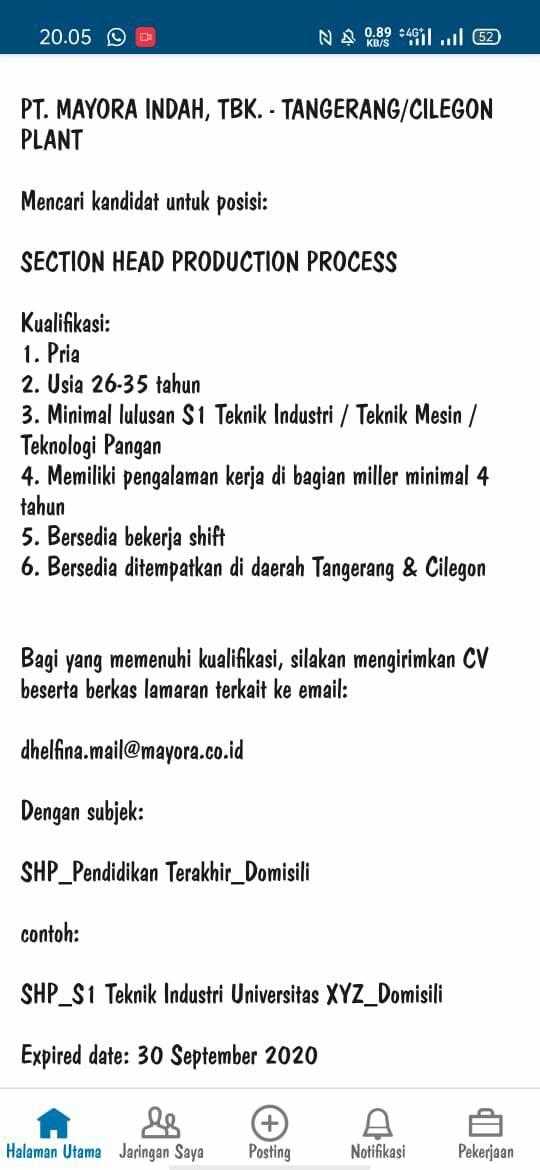 20.05
0.89
KB/S
4G+
52
PT. MAYORA INDAH, TBK. - TANGERANG/CILEGON
PLANT
Mencari kandidat untuk posisi:
SECTION HEAD PRODUCTION PROCESS
Kualifikasi:
1. Pria
2. Usia 26-35 tahun
3. Minimal lulusan S1 Teknik Industri / Teknik Mesin /
Teknologi Pangan
4. Memiliki pengalaman kerja di bagian miller minimal 4
tahun
5. Bersedia bekerja shift
6. Bersedia ditempatkan di daerah Tangerang & Cilegon
Bagi yang memenuhi kualifikasi, silakan mengirimkan CV
beserta berkas lamaran terkait ke email:
dhelfina.mail@mayora.co.id
Dengan subjek:
SHP_Pendidikan Terakhir_Domisili
contoh:
SHP_S1 Teknik Industri Universitas XYZ_Domisili
Expired date: 30 September 2020
Halaman Utama
Jaringan Saya
Posting
Notifikasi
Pekerjaan